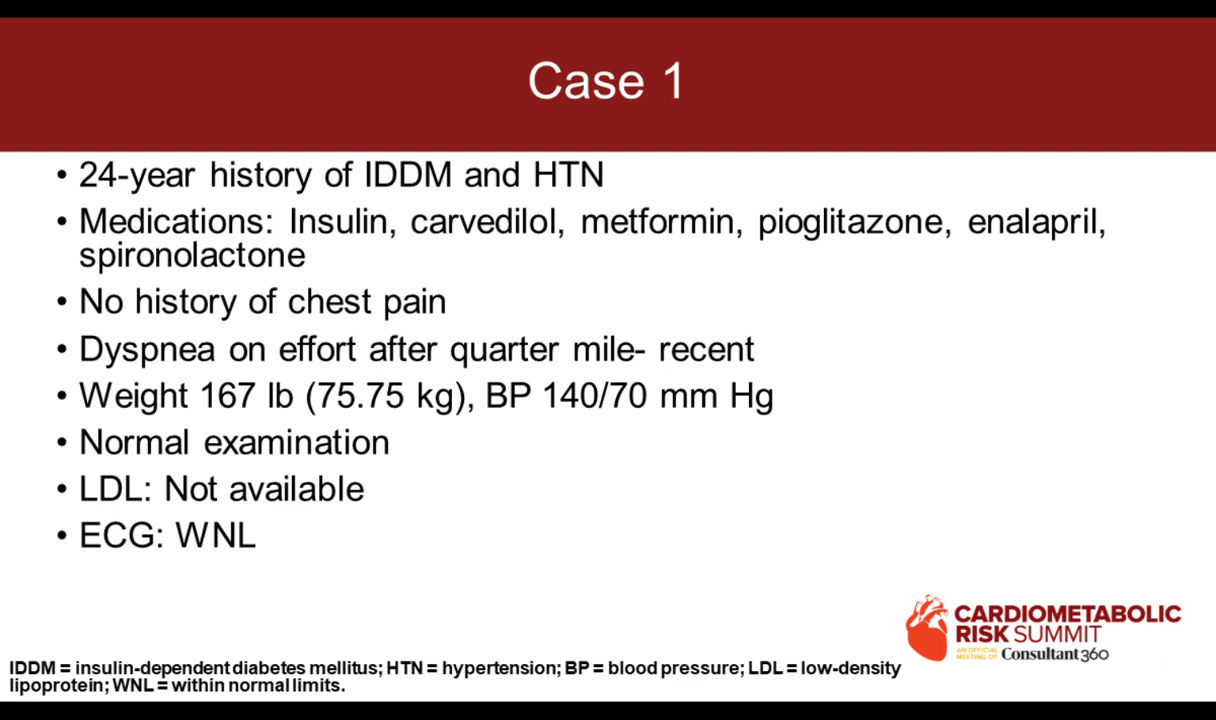 Case 1
• 24-year history of IDDM and HTN
• Medications: Insulin, carvedilol, metformin, pioglitazone, enalapril,
spironolactone
• No history of chest pain
• Dyspnea on effort after quarter mile- recent
• Weight 167 lb (75.75 kg), BP 140/70 mm Hg
• Normal examination
• LDL: Not available
• ECG: WNL
CARDIOMETABOLIC
RISK SUMMIT
AN OFFICIAL
MEETING OF Consultant360
IDDM = insulin-dependent diabetes mellitus; HTN = hypertension; BP = blood pressure; LDL = low-density
lipoprotein; WNL = within normal limits.